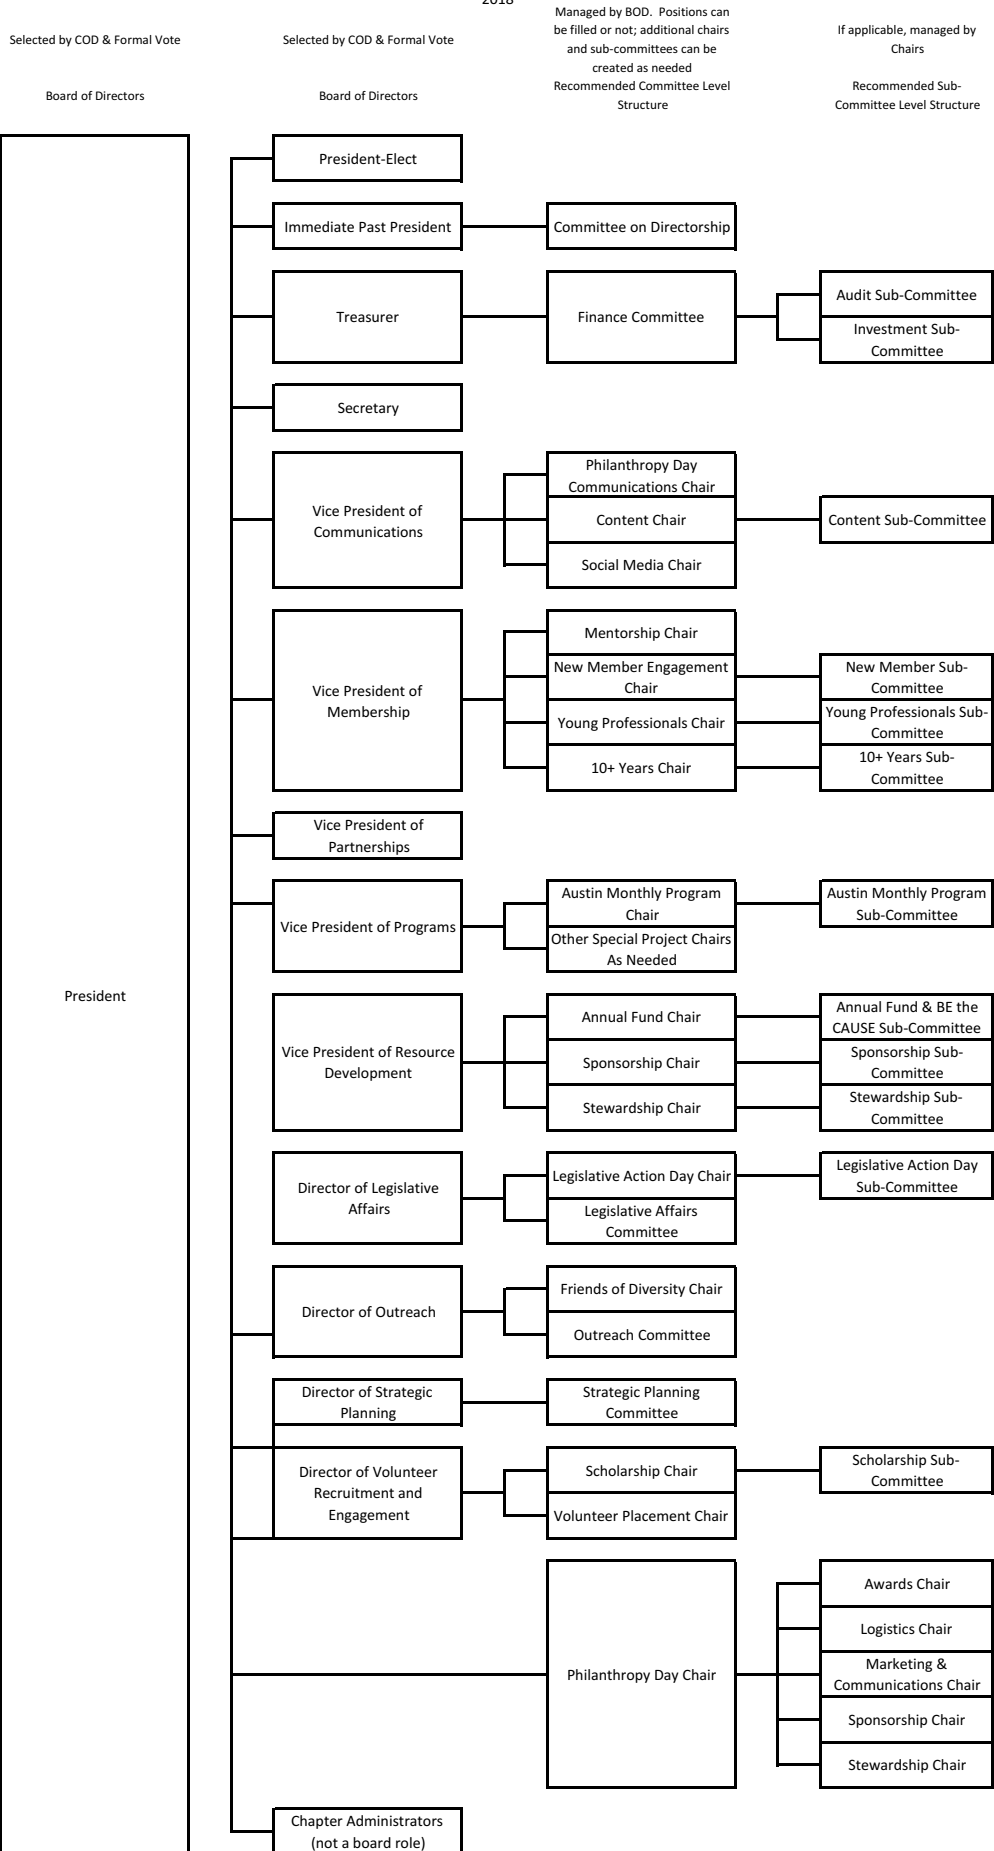 2018
Selected by COD & Formal Vote
Board of Directors
Selected by COD & Formal Vote
Board of Directors
Managed by BOD.  Positions can
be filled or not; additional chairs
and sub-committees can be
created as needed
Recommended Committee Level
Structure
If applicable, managed by
Chairs
Recommended Sub-
Committee Level Structure
President-Elect
Immediate Past President
Committee on Directorship
Treasurer
Finance Committee
Audit Sub-Committee
Investment Sub-
Committee
Secretary
Vice President of
Communications
Philanthropy Day
Communications Chair
Content Chair
Content Sub-Committee
Social Media Chair
Vice President of
Membership
Mentorship Chair
New Member Engagement
Chair
New Member Sub-
Committee
Young Professionals Chair
Young Professionals Sub-
Committee
10+ Years Chair
10+ Years Sub-
Committee
Vice President of
Partnerships
Vice President of Programs
Austin Monthly Program
Chair
Austin Monthly Program
Sub-Committee
Other Special Project Chairs
As Needed
President
Vice President of Resource
Development
Annual Fund Chair
Annual Fund & BE the
CAUSE Sub-Committee
Sponsorship Chair
Sponsorship Sub-
Committee
Stewardship Chair
Stewardship Sub-
Committee
Director of Legislative
Affairs
Legislative Action Day Chair
Legislative Action Day
Sub-Committee
Legislative Affairs
Committee
Director of Outreach
Friends of Diversity Chair
Outreach Committee
Director of Strategic
Planning
Strategic Planning
Committee
Director of Volunteer
Recruitment and
Engagement
Scholarship Chair
Scholarship Sub-
Committee
Volunteer Placement Chair
Philanthropy Day Chair
Awards Chair
Logistics Chair
Marketing &
Communications Chair
Sponsorship Chair
Stewardship Chair
Chapter Administrators
(not a board role)